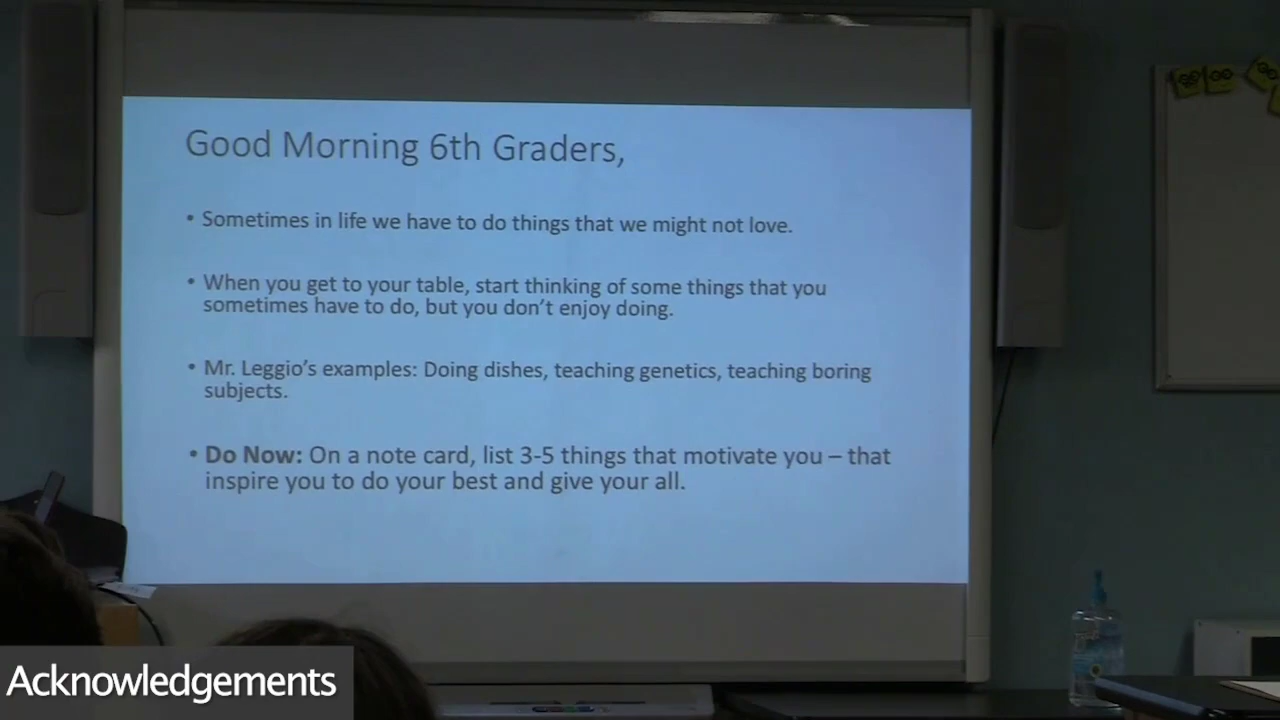 Good Morning 6th Graders,
• Sometimes in life we have to do things that we might not love.
• When you get to your table, start thinking of some things that you
sometimes have to do, but you don’t enjoy doing.
• Mr. Leggio’s examples: Doing dishes, teaching genetics, teaching boring
subjects.
• Do Now: On a note card, list 3-5 things that motivate you – that
inspire you to do your best and give your all.
Acknowledgements